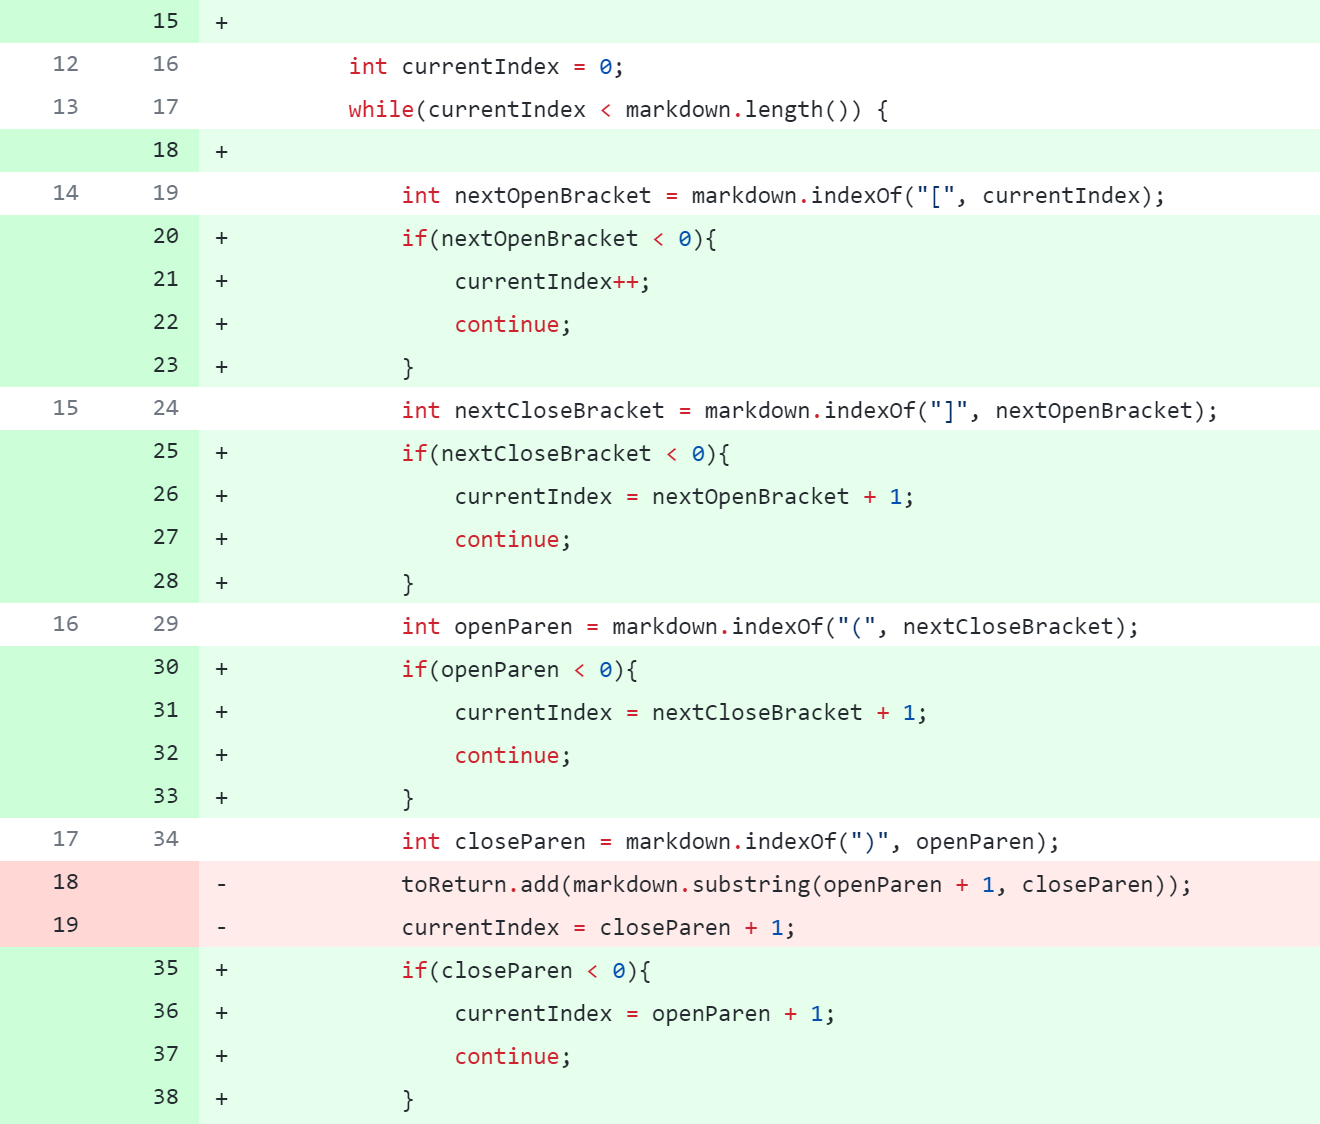 15 +
12 16 int currentIndex = 0;
13 17 while(currentIndex < markdown.length()) {
18 +
14 19 int nextOpenBracket = markdown.indexOf("[", currentIndex);
20 + if(nextOpenBracket < 0){
21 + currentIndex++;
22 + continue;
23 + }
15 24 int nextCloseBracket = markdown.indexOf("]", nextOpenBracket);
25 + if(nextCloseBracket < 0){
26 + currentIndex = nextOpenBracket + 1;
27 + continue;
28 + }
16 29 int openParen = markdown.indexOf("(", nextCloseBracket);
30 + if(openParen < 0){
31 + currentIndex = nextCloseBracket + 1;
32 + continue;
33 + }
17 34 int closeParen = markdown.indexOf(")", openParen);
18 - toReturn.add(markdown.substring(openParen + 1, closeParen));
19 - currentIndex = closeParen + 1;
35 + if(closeParen < 0){
36 + currentIndex = openParen + 1;
37 + continue;
38 + }